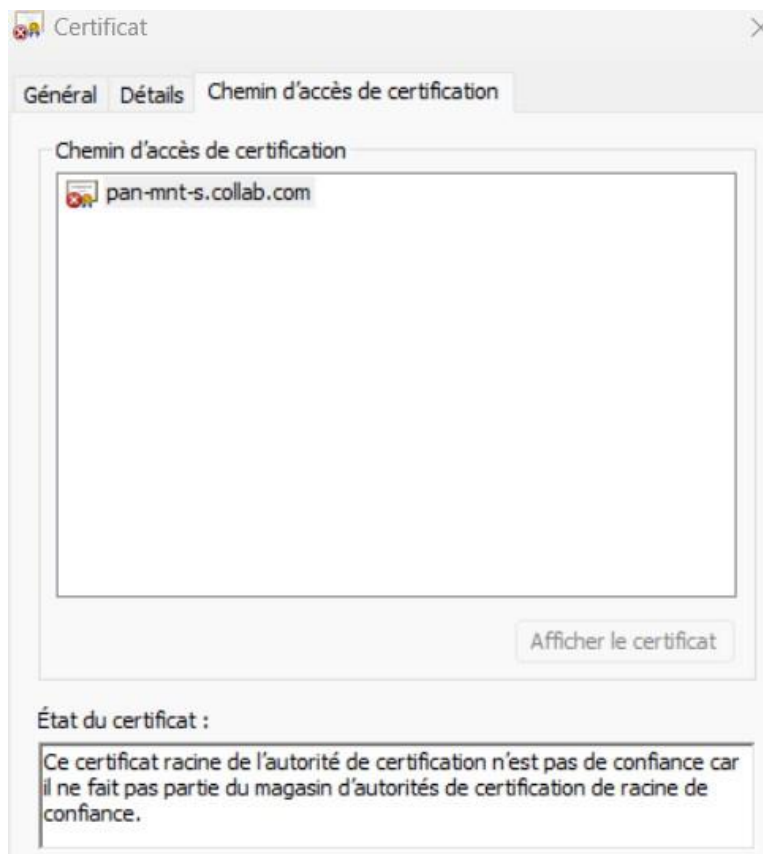 Certificat
Général Détails Chemin d'accès de certification
Chemin d'accès de certification
pan-mnt-s.collab.com
Afficher le certificat
État du certificat :
Ce certificat racine de l'autorité de certification n'est pas de confiance car
il ne fait pas partie du magasin d'autorités de certification de racine de
confiance.